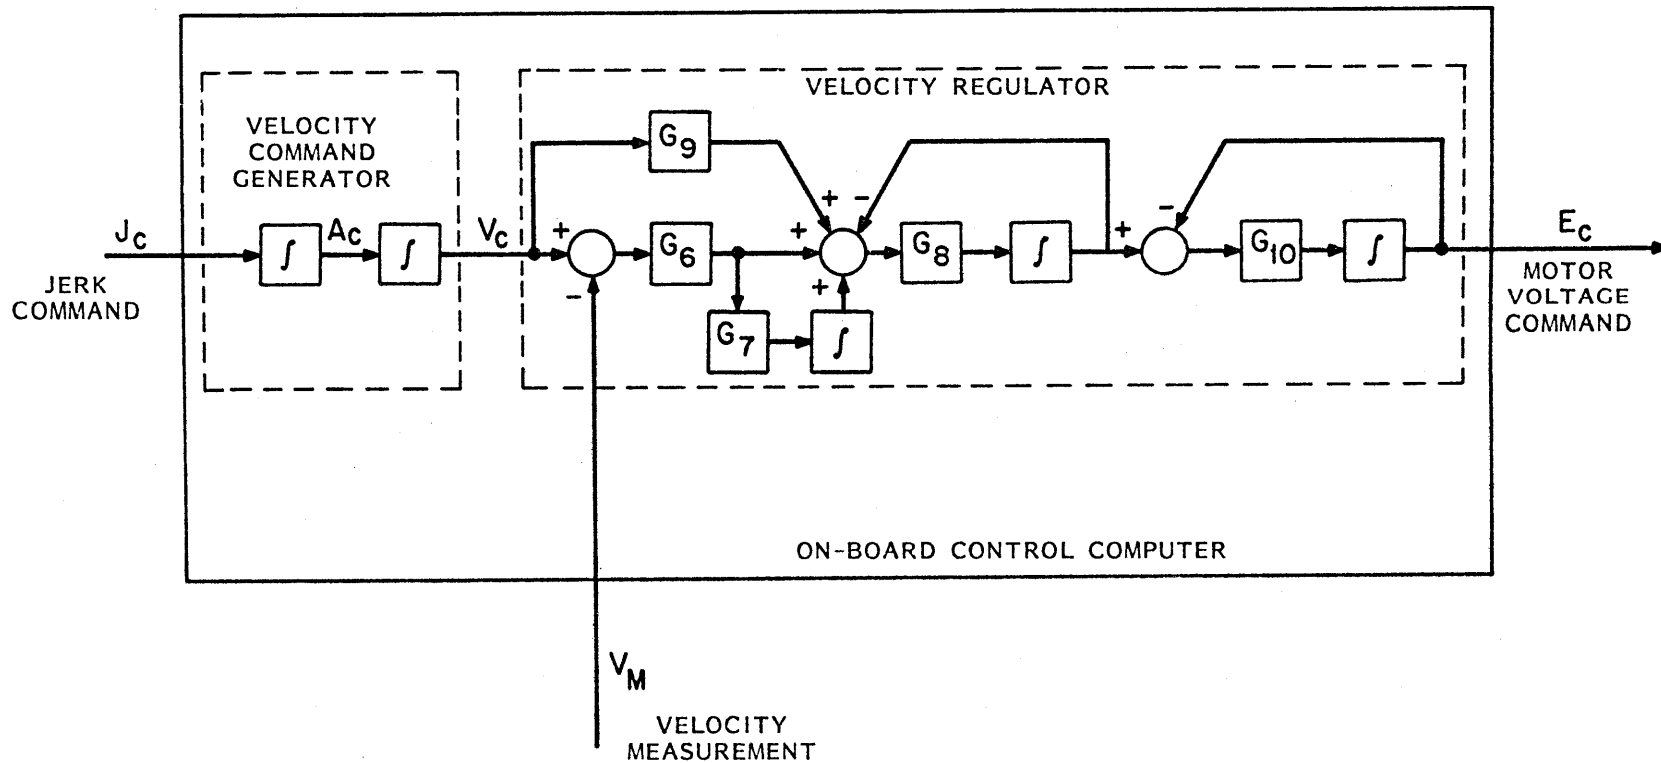 VELOCITY REGULATOR
VELOCITY
COMMAND
GENERATOR
G9
+ -
JC
∫
AC
∫
VC
+
G6
+
G8
∫
+
-
G10
∫
EC
JERK
COMMAND
-
G7
∫
+
MOTOR
VOLTAGE
COMMAND
ON-BOARD CONTROL COMPUTER
VM
VELOCITY
MEASUREMENT